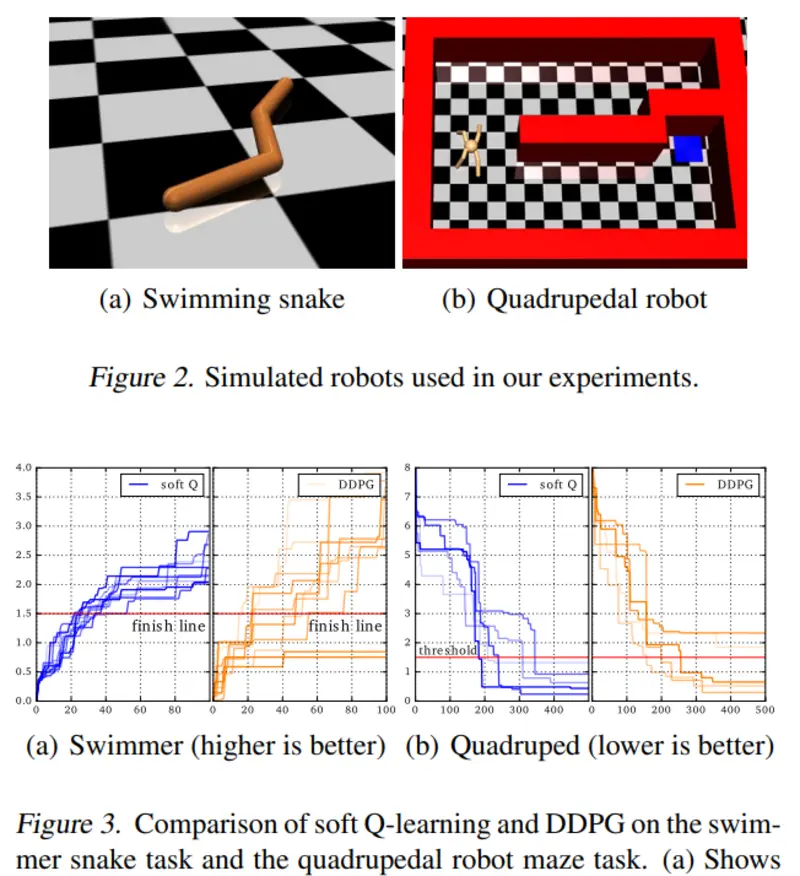 (a) Swimming snake
(b) Quadrupedal robot
Figure 2. Simulated robots used in our experiments.
4.0
3.5
3.0
2.5
2.0
1.5
1.0
0.5
0.0
soft Q
finish line
0 20 40 60 80
DDPG
finish line
0 20 40 60 80 100
(a) Swimmer (higher is better)
8
7
6
5
4
3
2
1
0
soft Q
threshold
0 100 200 300 400
DDPG
0 100 200 300 400 500
(b) Quadruped (lower is better)
Figure 3. Comparison of soft Q-learning and DDPG on the swim-
mer snake task and the quadrupedal robot maze task. (a) Shows